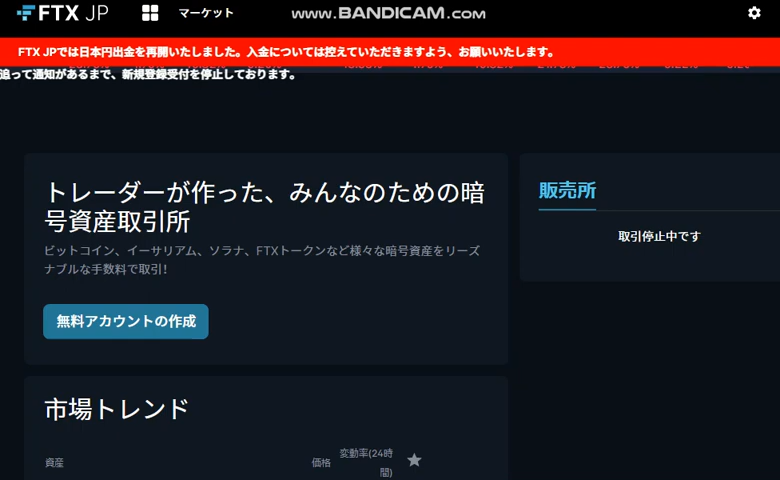 FTX JP
マーケット
www.BANDICAM.com
FTX JPでは日本円出金を再開いたしました。入金については控えていただきますよう、お願いいたします。
追って通知があるまで、新規登録受付を停止しております。
トレーダーが作った、みんなのための暗
号資産取引所
ビットコイン、イーサリアム、ソラナ、FTXトークンなど様々な暗号資産をリーズ
ナブルな手数料で取引！
無料アカウントの作成
販売所
取引停止中です
市場トレンド
資産
価格
変動率(24時
間)